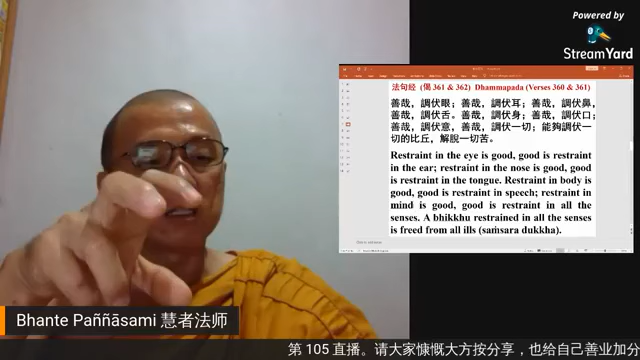 Powered by
StreamYard
法句经 (偈 361 & 362) Dhammapada (Verses 360 & 361)
善哉，調伏眼；善哉，調伏耳；善哉，調伏鼻，
善哉，調伏舌。善哉，調伏身；善哉，調伏口；
善哉，調伏意，善哉，調伏一切；能夠調伏一
切的比丘，解脫一切苦。
Restraint in the eye is good, good is restraint
in the ear; restraint in the nose is good, good
is restraint in the tongue. Restraint in body is
good, good is restraint in speech; restraint in
mind is good, good is restraint in all the
senses. A bhikkhu restrained in all the senses
is freed from all ills (saṁsara dukkha).
Bhante Paññāsami 慧者法师
第 105 直播。请大家慷慨大方按分享，也给自己善业加分